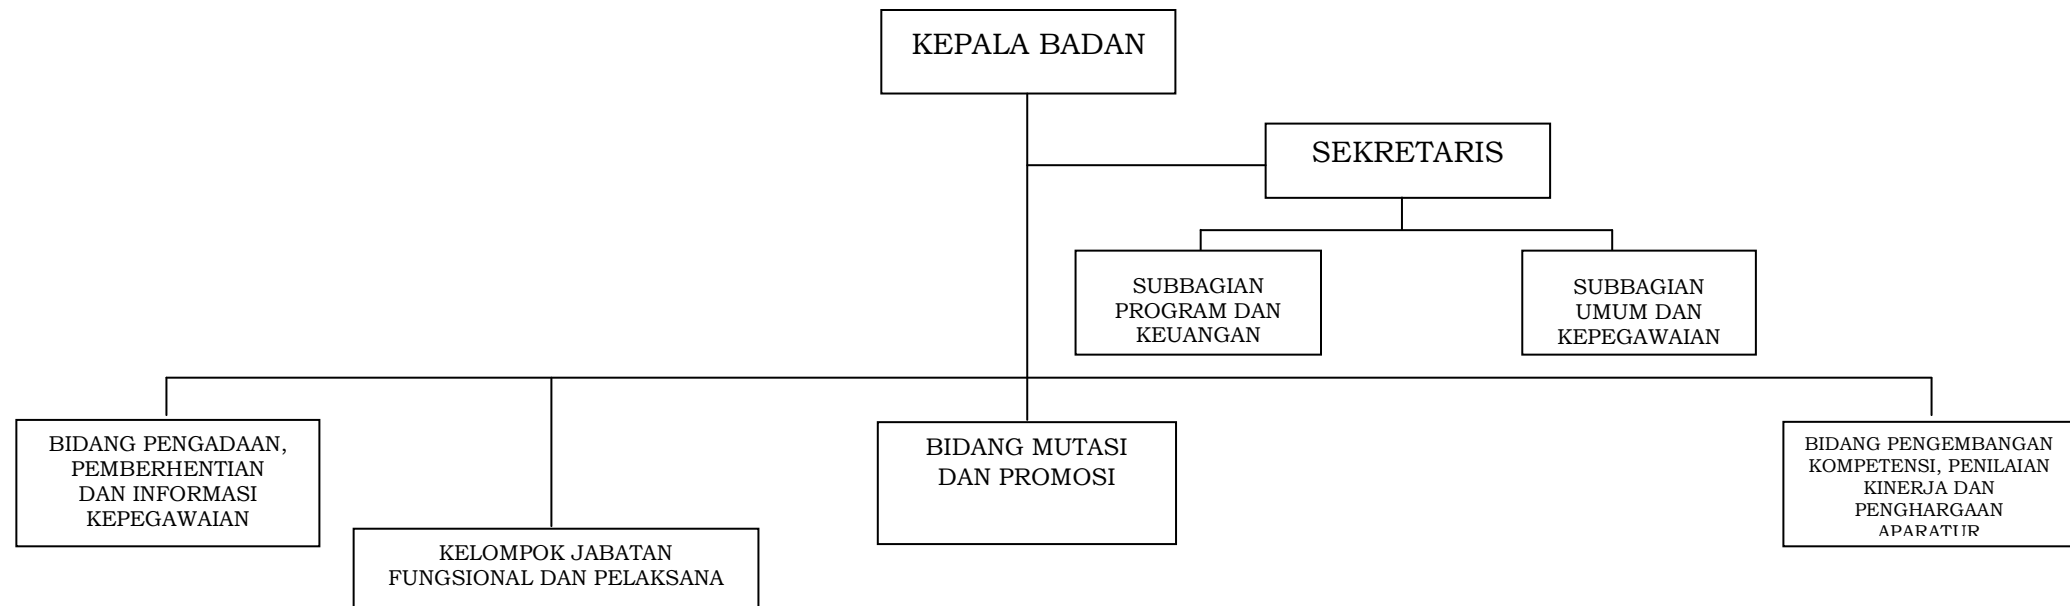 KEPALA BADAN
SEKRETARIS
SUBBAGIAN
PROGRAM DAN
KEUANGAN
SUBBAGIAN
UMUM DAN
KEPEGAWAIAN
BIDANG PENGADAAN,
PEMBERHENTIAN
DAN INFORMASI
KEPEGAWAIAN
KELOMPOK JABATAN
FUNGSIONAL DAN PELAKSANA
BIDANG MUTASI
DAN PROMOSI
BIDANG PENGEMBANGAN
KOMPETENSI, PENILAIAN
KINERJA DAN
PENGHARGAAN
APARATUR